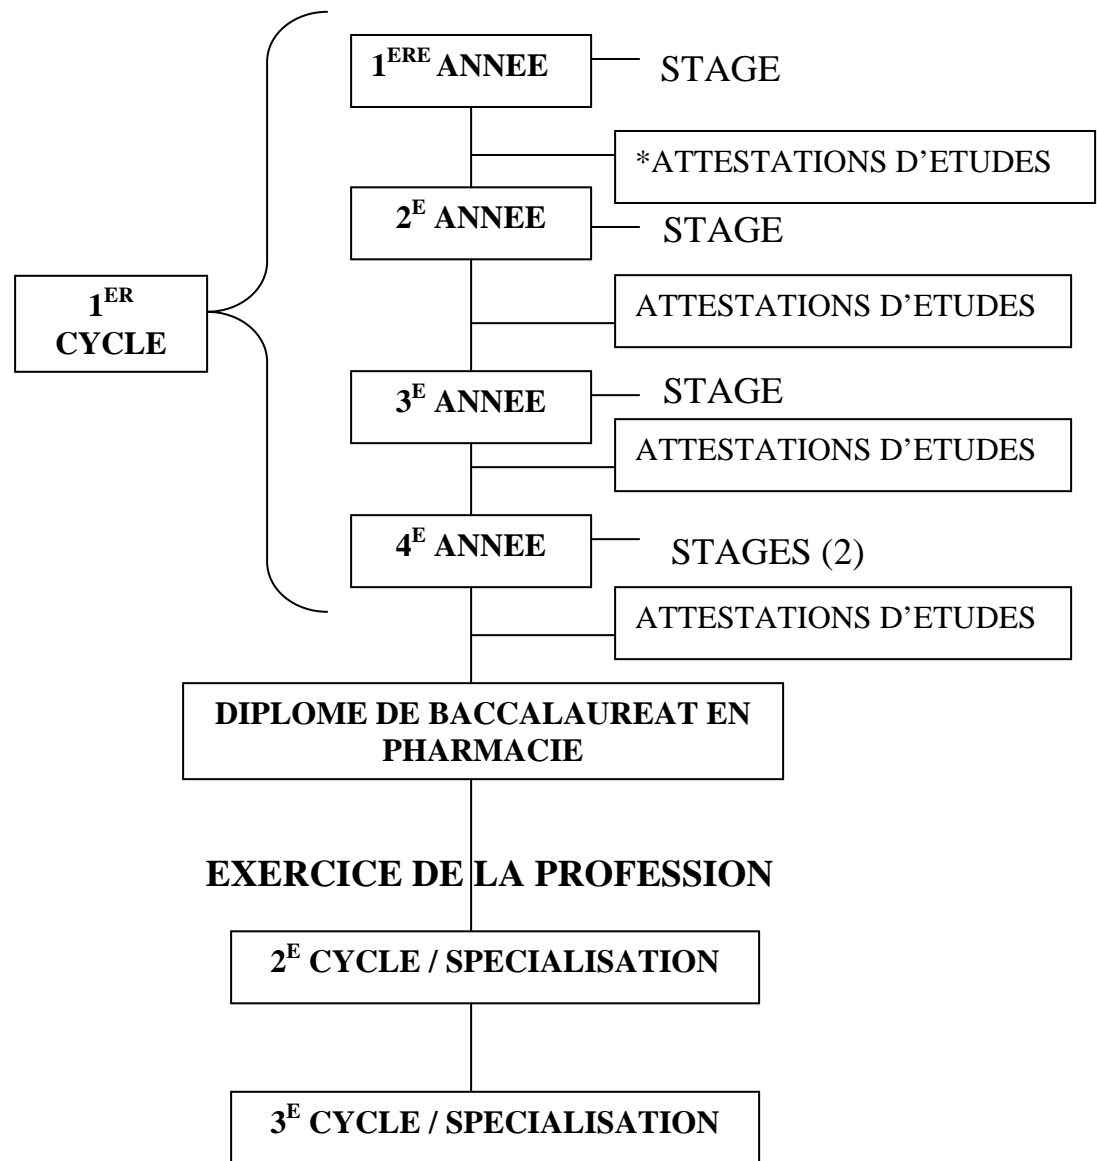 1ERE ANNEE
STAGE
*ATTESTATIONS D’ETUDES
2E ANNEE
STAGE
1ER
CYCLE
ATTESTATIONS D’ETUDES
3E ANNEE
STAGE
ATTESTATIONS D’ETUDES
4E ANNEE
STAGES (2)
ATTESTATIONS D’ETUDES
DIPLOME DE BACCALAUREAT EN
PHARMACIE
EXERCICE DE LA PROFESSION
2E CYCLE / SPECIALISATION
3E CYCLE / SPECIALISATION